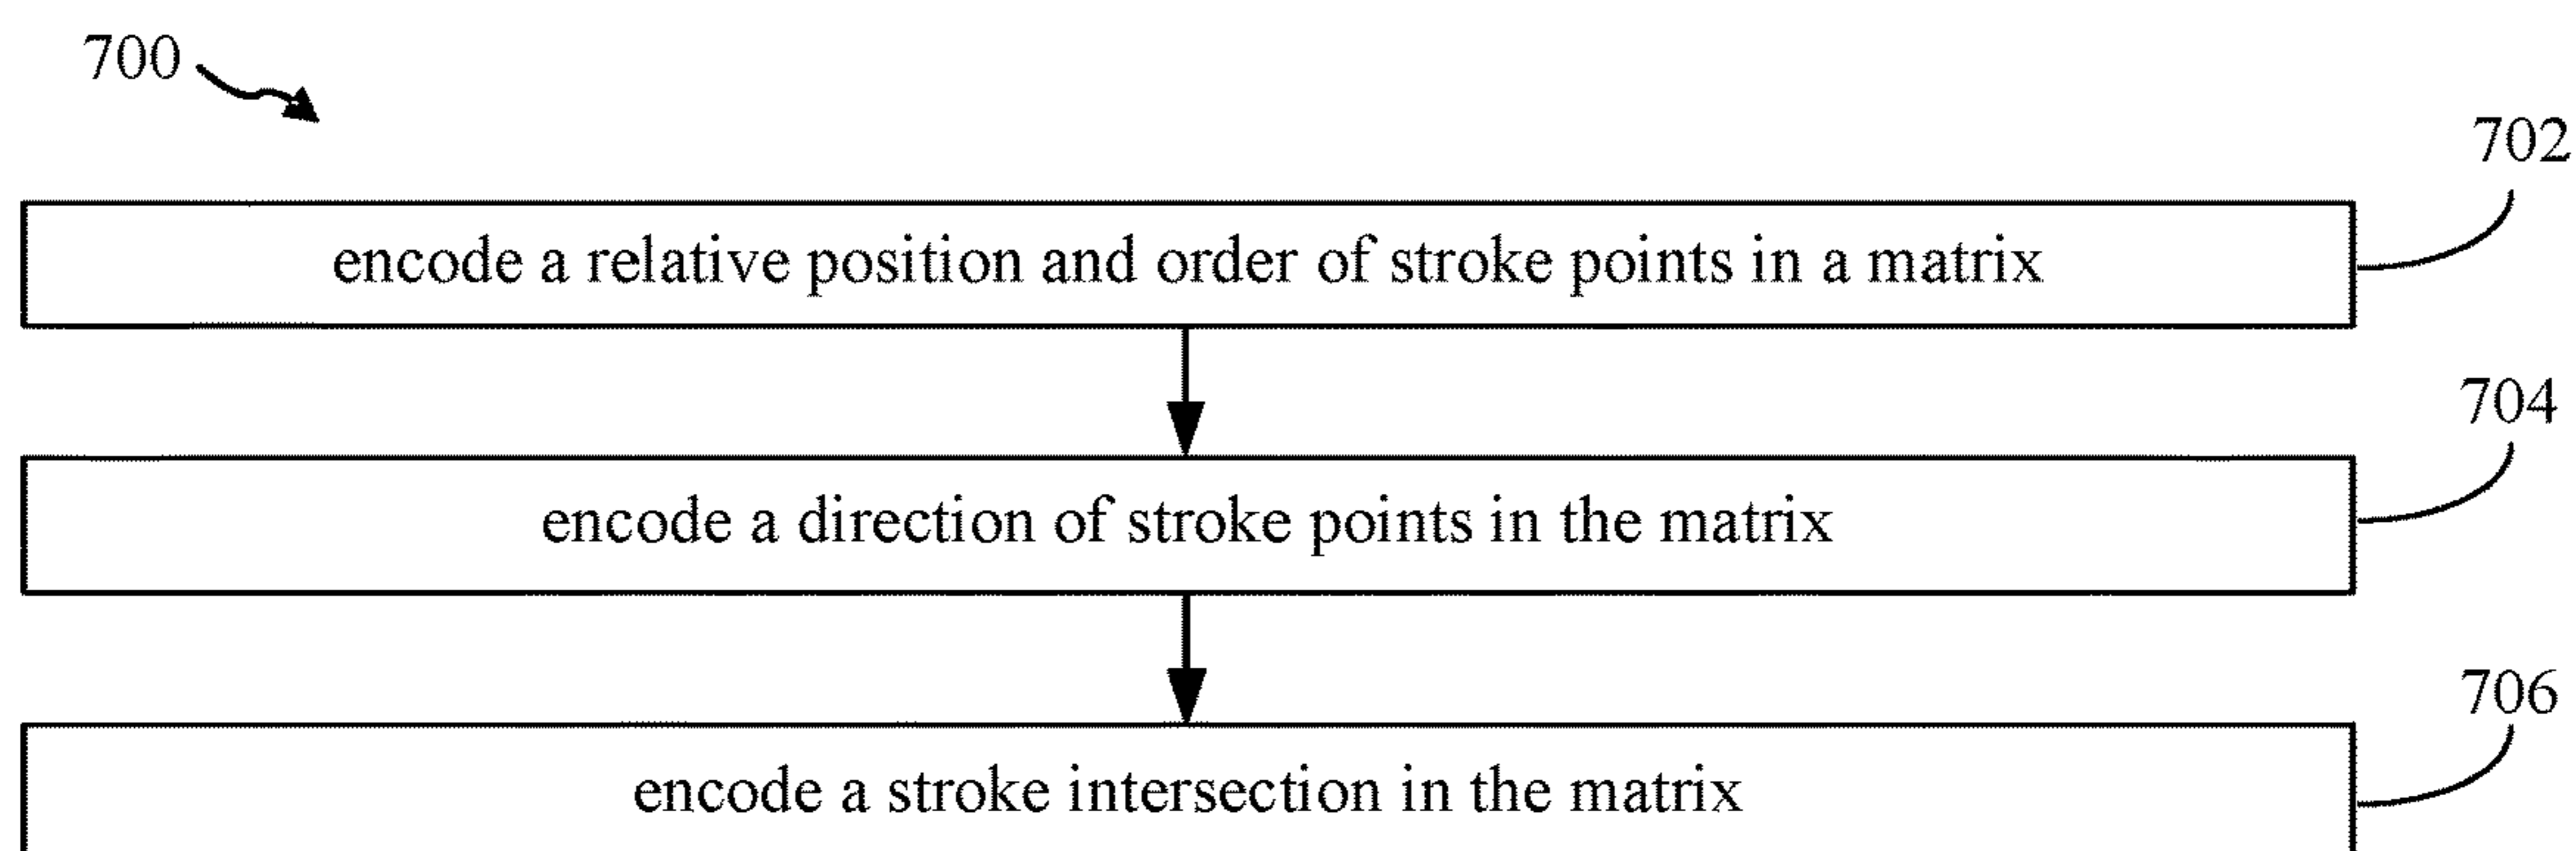 700
702
encode a relative position and order of stroke points in a matrix
704
encode a direction of stroke points in the matrix
706
encode a stroke intersection in the matrix